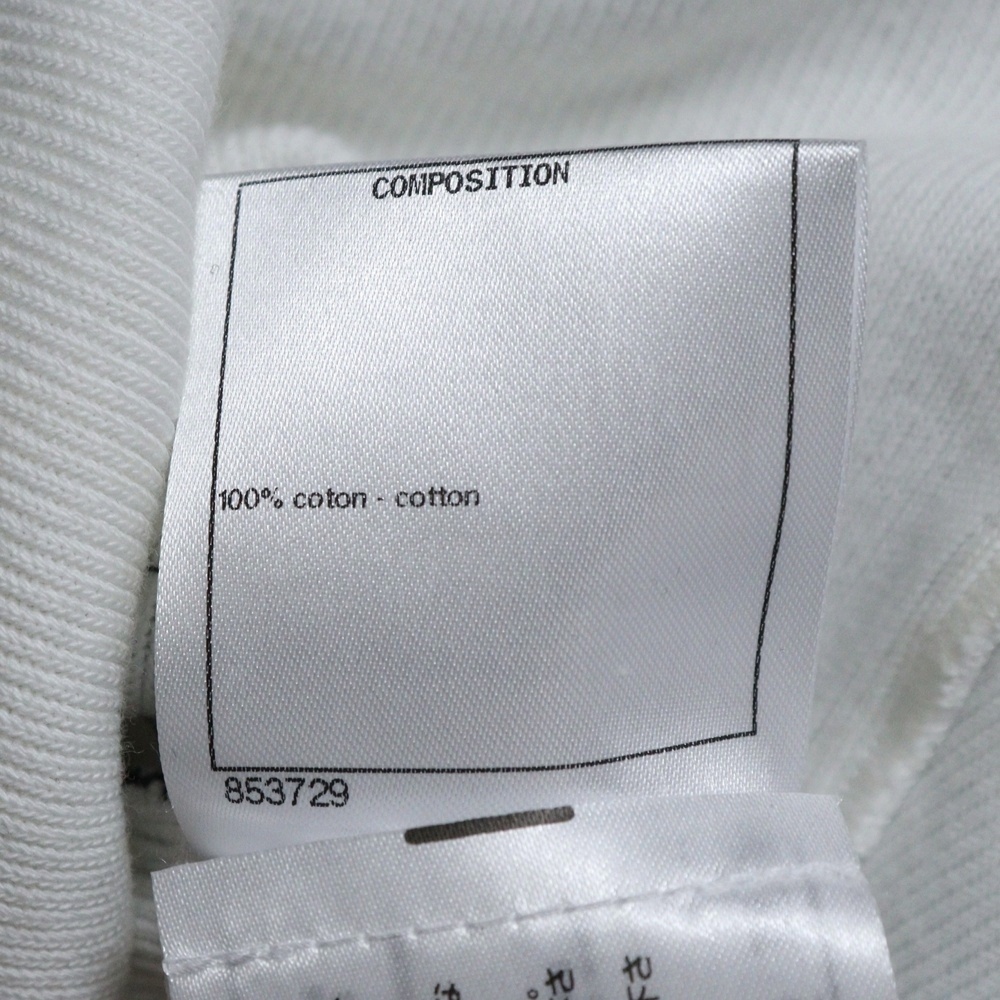 COMPOSITION
100% coton - cotton
853729